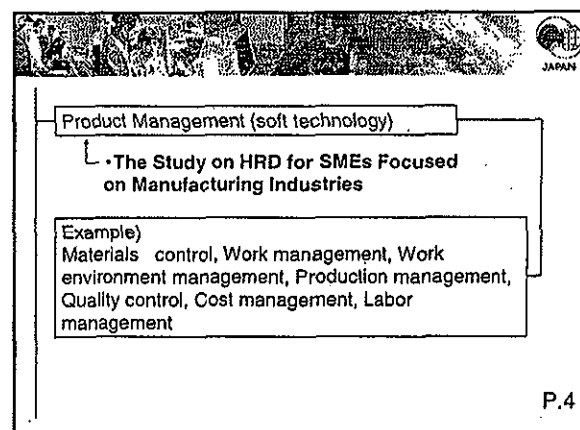 JAPAN
Product Management (soft technology)
・The Study on HRD for SMEs Focused
on Manufacturing Industries
Example)
Materials control, Work management, Work
environment management, Production management,
Quality control, Cost management, Labor
management
P.4